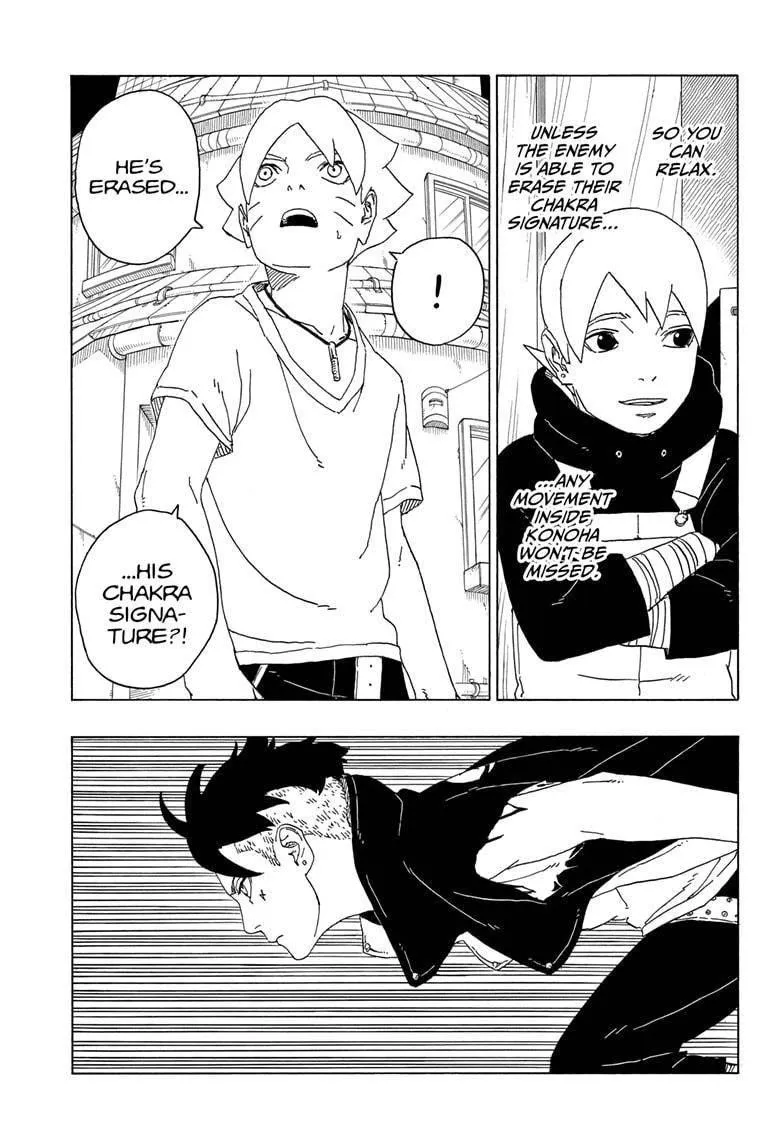 SO YOU
CAN
RELAX.
UNLESS
THE ENEMY
IS ABLE TO
ERASE THEIR
CHAKRA
SIGNATURE...
...ANY
MOVEMENT
INSIDE
KONOHA
WON'T BE
MISSED.
!
HE'S
ERASED...
...HIS
CHAKRA
SIGNA-
TURE?!